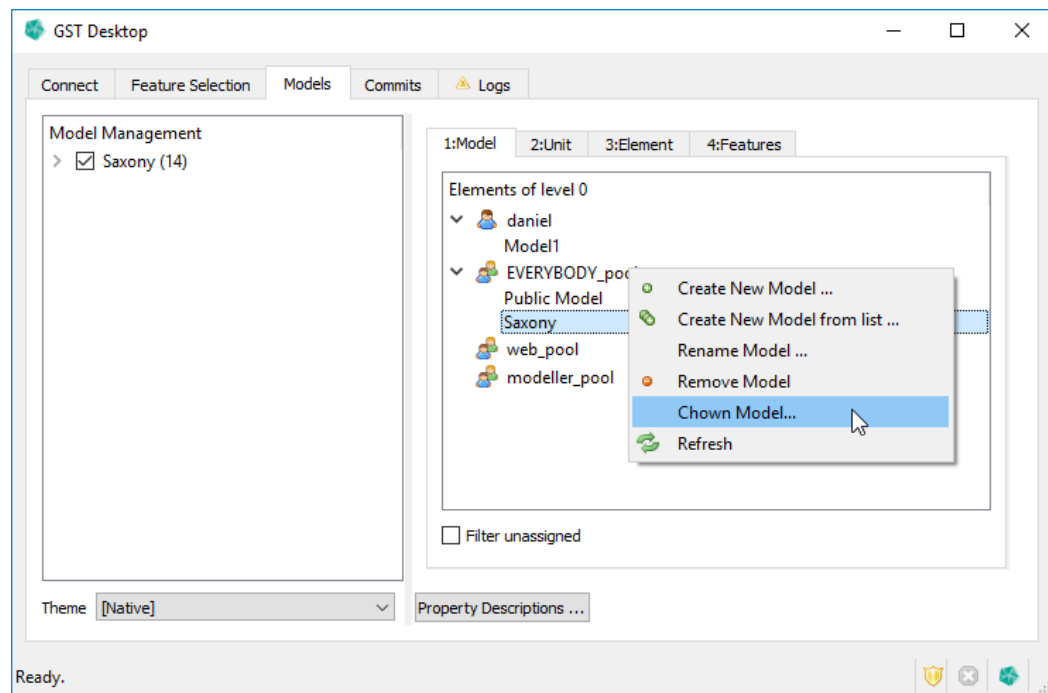 GST Desktop
Connect Feature Selection Models Commits Logs
Model Management
Saxony (14)
1:Model 2:Unit 3:Element 4:Features
Elements of level 0
daniel
Model1
EVERYBODY_poo
Public Model
Saxony
web_pool
modeller_pool
Create New Model ...
Create New Model from list ...
Rename Model ...
Remove Model
Chown Model...
Refresh
Filter unassigned
Theme [Native] Property Descriptions ...
Ready.